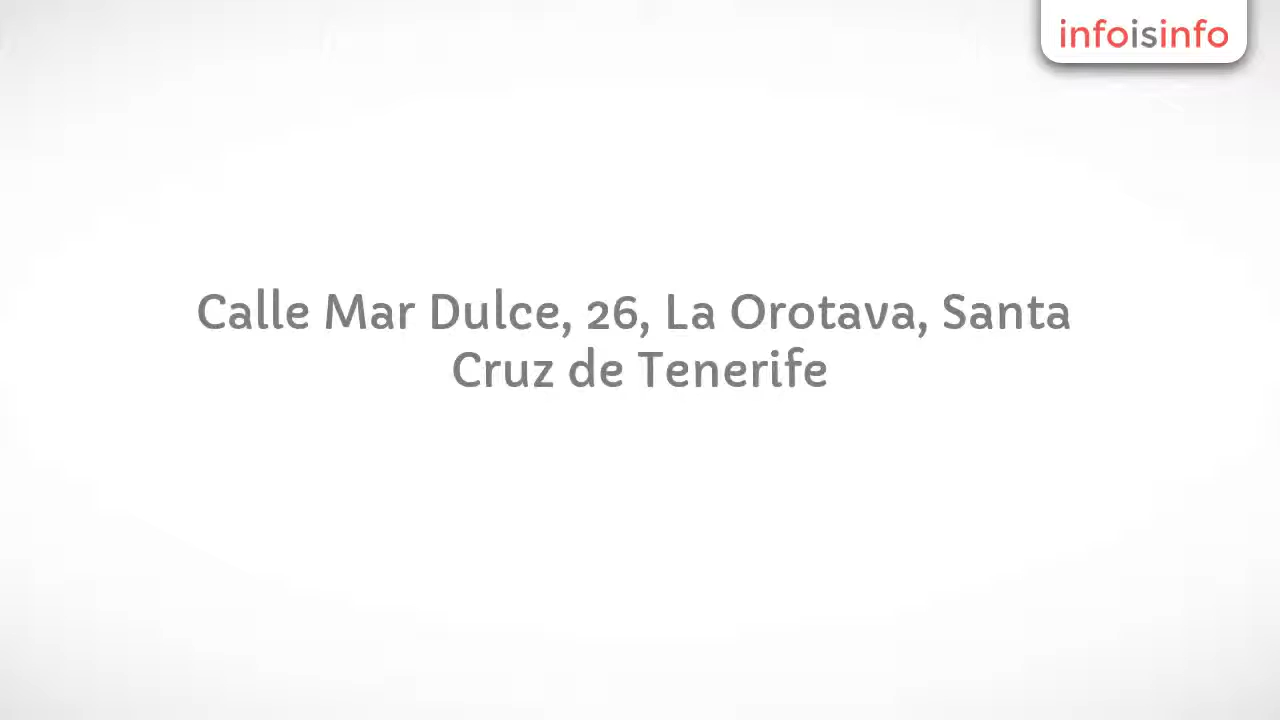 infoisinfo
Calle Mar Dulce, 26, La Orotava, Santa
Cruz de Tenerife